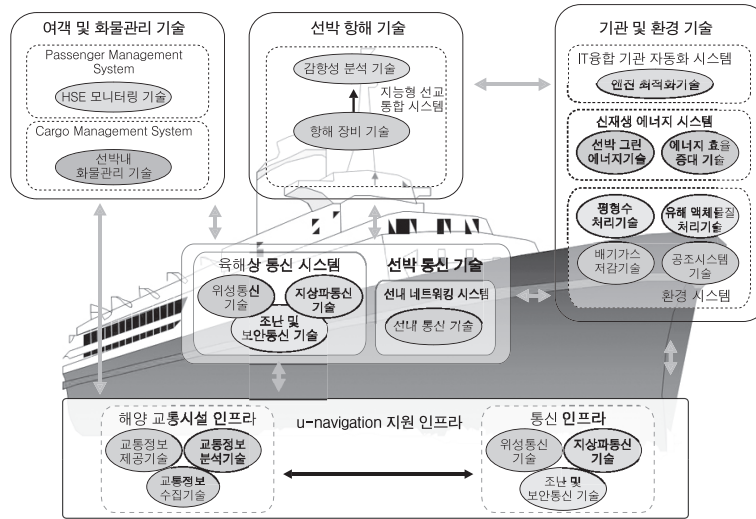 여객 및 화물관리 기술
Passenger Management
System
HSE 모니터링 기술
Cargo Management System
선박내
화물관리 기술
선박 항해 기술
감항성 분석 기술
지능형 선교
통합 시스템
항해 장비 기술
기관 및 환경 기술
IT융합 기관 자동화 시스템
엔진 최적화기술
신재생 에너지 시스템
선박 그린
에너지기술
에너지 효율
증대 기술
평형수
처리기술
유해 액체물질
처리기술
배기가스
저감기술
공조시스템
기술
환경 시스템
육해상 통신 시스템
위성통신
기술
지상파통신
기술
조난 및
보안통신 기술
선박 통신 기술
선내 네트워킹 시스템
선내 통신 기술
해양 교통시설 인프라
교통정보
제공기술
교통정보
분석기술
교통정보
수집기술
u-navigation 지원 인프라
통신 인프라
위성통신
기술
지상파통신
기술
조난 및
보안통신 기술